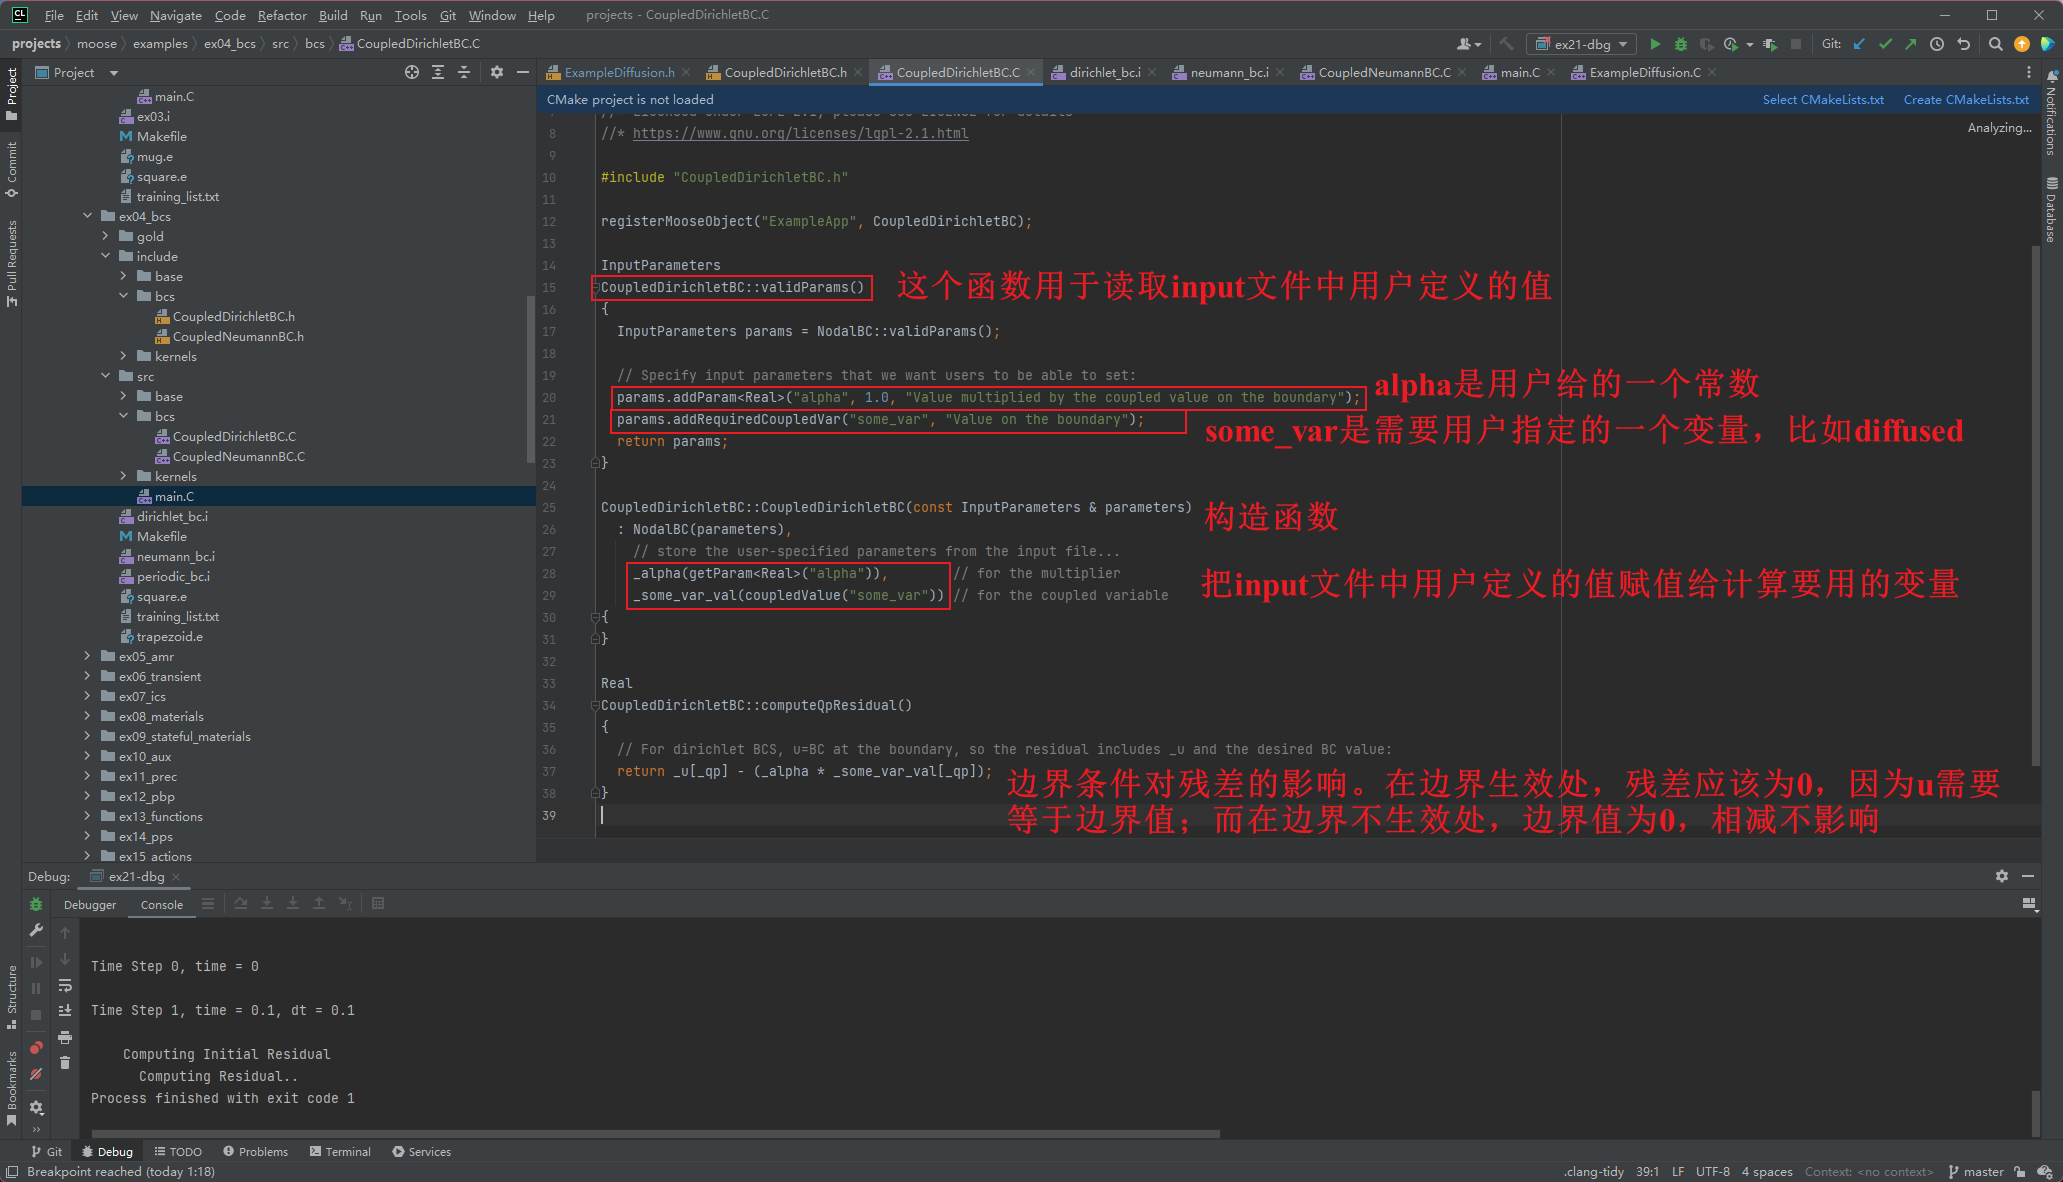 File Edit View Navigate Code Refactor Build Run Tools Git Window Help projects - CoupledDirichletBC.C
projects moose examples ex04_bcs src bcs CoupledDirichletBC.C ex21-dbg Git:
Project
ExampleDiffusion.h CoupledDirichletBC.h CoupledDirichletBC.C dirichlet_bc.i neumann_bc.i CoupledNeumannBC.C main.C ExampleDiffusion.C
CMake project is not loaded Select CMakeLists.txt Create CMakeLists.txt
Analyzing...
Project
Commit
Pull Requests
Structure
Bookmarks
Notifications
Database
main.C
ex03.i
Makefile
mug.e
square.e
training_list.txt
ex04_bcs
gold
include
base
bcs
CoupledDirichletBC.h
CoupledNeumannBC.h
kernels
src
base
bcs
CoupledDirichletBC.C
CoupledNeumannBC.C
kernels
main.C
dirichlet_bc.i
Makefile
neumann_bc.i
periodic_bc.i
square.e
training_list.txt
trapezoid.e
ex05_amr
ex06_transient
ex07_ics
ex08_materials
ex09_stateful_materials
ex10_aux
ex11_prec
ex12_pbp
ex13_functions
ex14_pps
ex15_actions
8 //* https://www.gnu.org/licenses/lgpl-2.1.html
9
10 #include "CoupledDirichletBC.h"
11
12 registerMooseObject("ExampleApp", CoupledDirichletBC);
13
14 InputParameters
15 CoupledDirichletBC::validParams() 这个函数用于读取input文件中用户定义的值
16 {
17 InputParameters params = NodalBC::validParams();
18
19 // Specify input parameters that we want users to be able to set:
20 params.addParam<Real>("alpha", 1.0, "Value multiplied by the coupled value on the boundary"); alpha是用户给的一个常数
21 params.addRequiredCoupledVar("some_var", "Value on the boundary"); some_var是需要用户指定的一个变量，比如diffused
22 return params;
23 }
24
25 CoupledDirichletBC::CoupledDirichletBC(const InputParameters & parameters) 构造函数
26 : NodalBC(parameters),
27 // store the user-specified parameters from the input file...
28 _alpha(getParam<Real>("alpha")), // for the multiplier 把input文件中用户定义的值赋值给计算要用的变量
29 _some_var_val(coupledValue("some_var")) // for the coupled variable
30 {
31 }
32
33 Real
34 CoupledDirichletBC::computeQpResidual()
35 {
36 // For dirichlet BCS, u=BC at the boundary, so the residual includes _u and the desired BC value:
37 return _u[_qp] - (_alpha * _some_var_val[_qp]); 边界条件对残差的影响。在边界生效处，残差应该为0，因为u需要
38 } 等于边界值；而在边界不生效处，边界值为0，相减不影响
39
Debug: ex21-dbg
Debugger Console
Time Step 0, time = 0
Time Step 1, time = 0.1, dt = 0.1
Computing Initial Residual
Computing Residual..
Process finished with exit code 1
Git Debug TODO Problems Terminal Services
Breakpoint reached (today 1:18) .clang-tidy 39:1 LF UTF-8 4 spaces Context: <no context> master